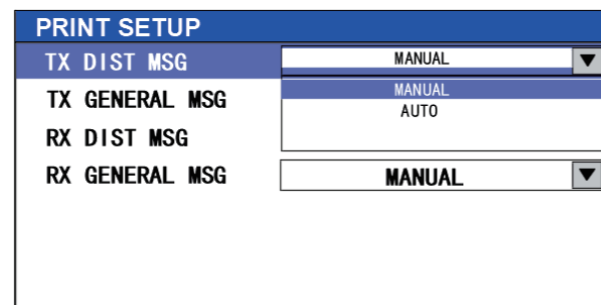 PRINT SETUP
TX DIST MSG MANUAL
TX GENERAL MSG MANUAL
AUTO
RX DIST MSG
RX GENERAL MSG MANUAL